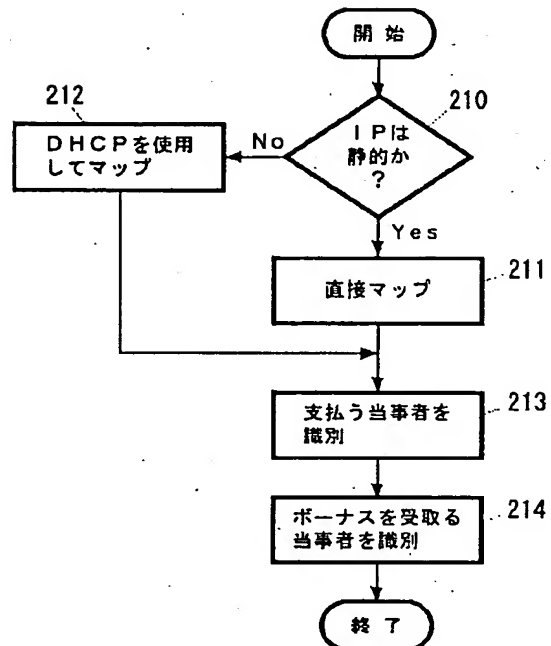 開 始
210
ＩＰは
静的か
？
Ｎｏ
212
ＤＨＣＰを使用
してマップ
Ｙｅｓ
211
直接マップ
213
支払う当事者を
識別
214
ボーナスを受取る
当事者を識別
終 了